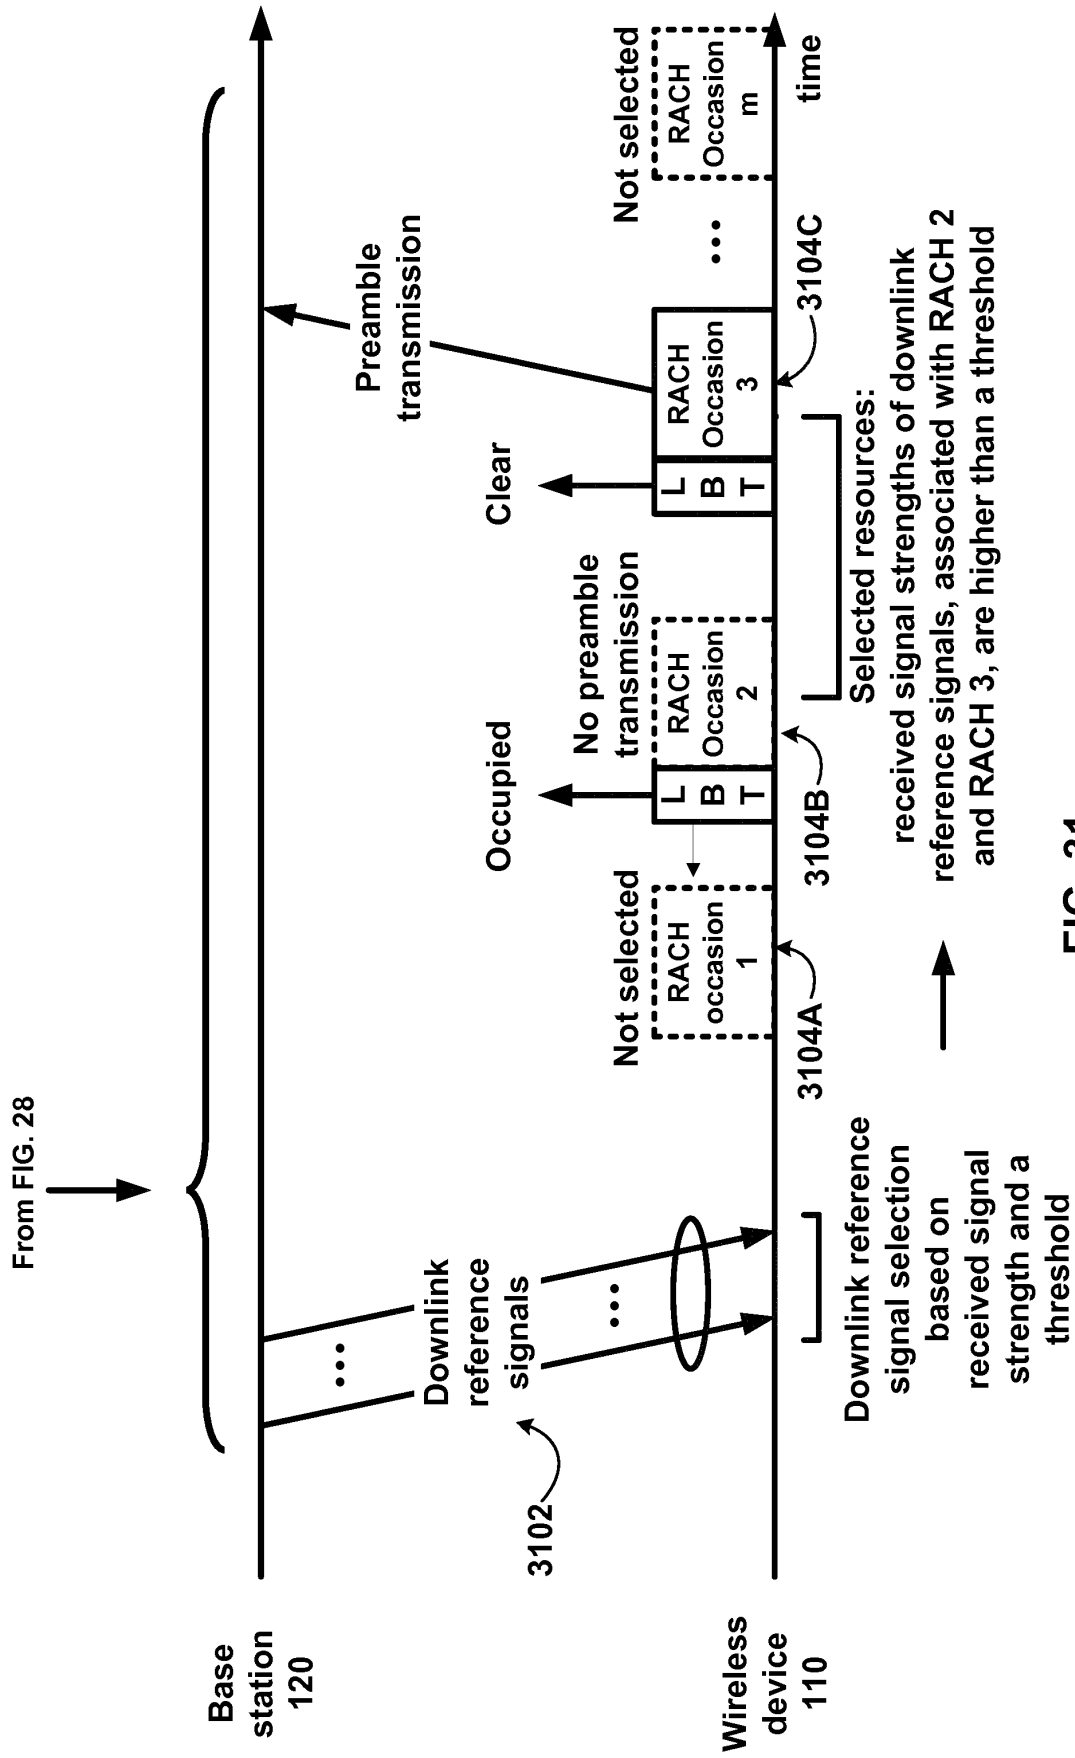 From FIG. 28
Base
station
120
Downlink
reference
signals
3102
Preamble
transmission
Wireless
device
110
Not selected
RACH
occasion
1
3104A
Occupied
L
B
T
No preamble
transmission
RACH
Occasion
2
3104B
Clear
L
B
T
RACH
Occasion
3
3104C
Not selected
RACH
Occasion
m
time
Downlink reference
signal selection
based on
received signal
strength and a
threshold
Selected resources:
received signal strengths of downlink
reference signals, associated with RACH 2
and RACH 3, are higher than a threshold